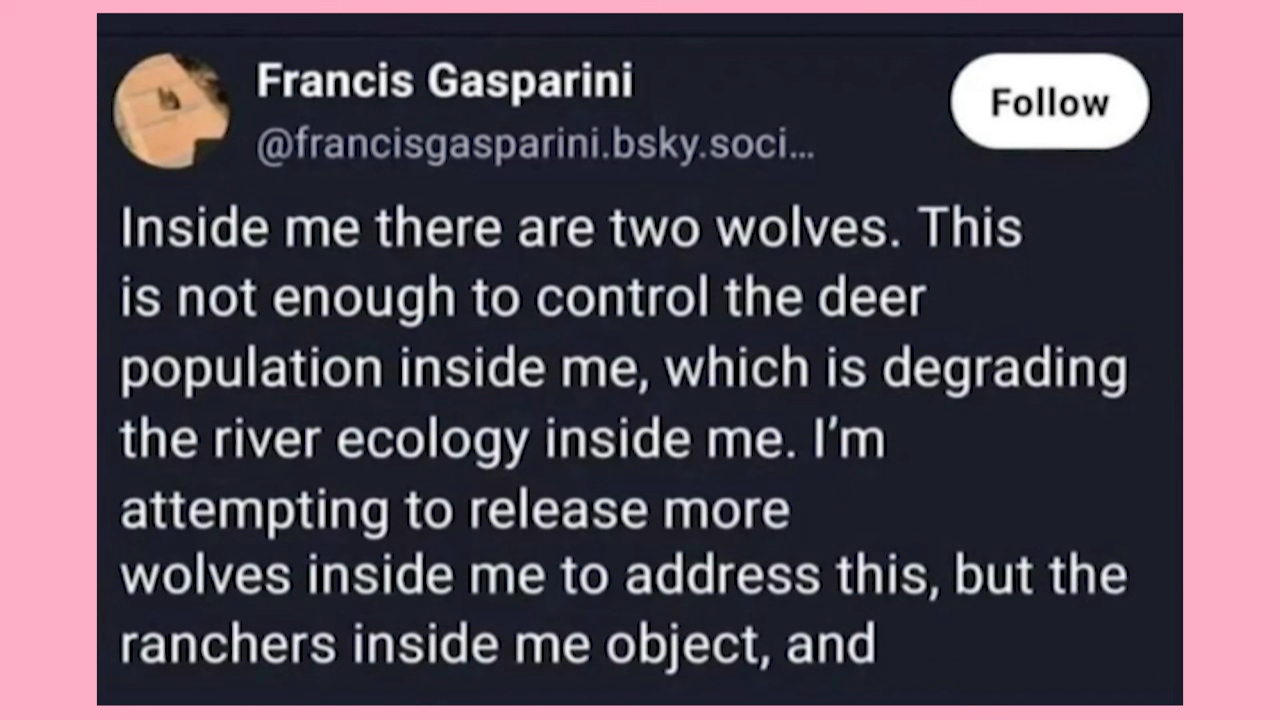 Francis Gasparini
Follow
@francisgasparini.bsky.soci...
Inside me there are two wolves. This
is not enough to control the deer
population inside me, which is degrading
the river ecology inside me. I’m
attempting to release more
wolves inside me to address this, but the
ranchers inside me object, and